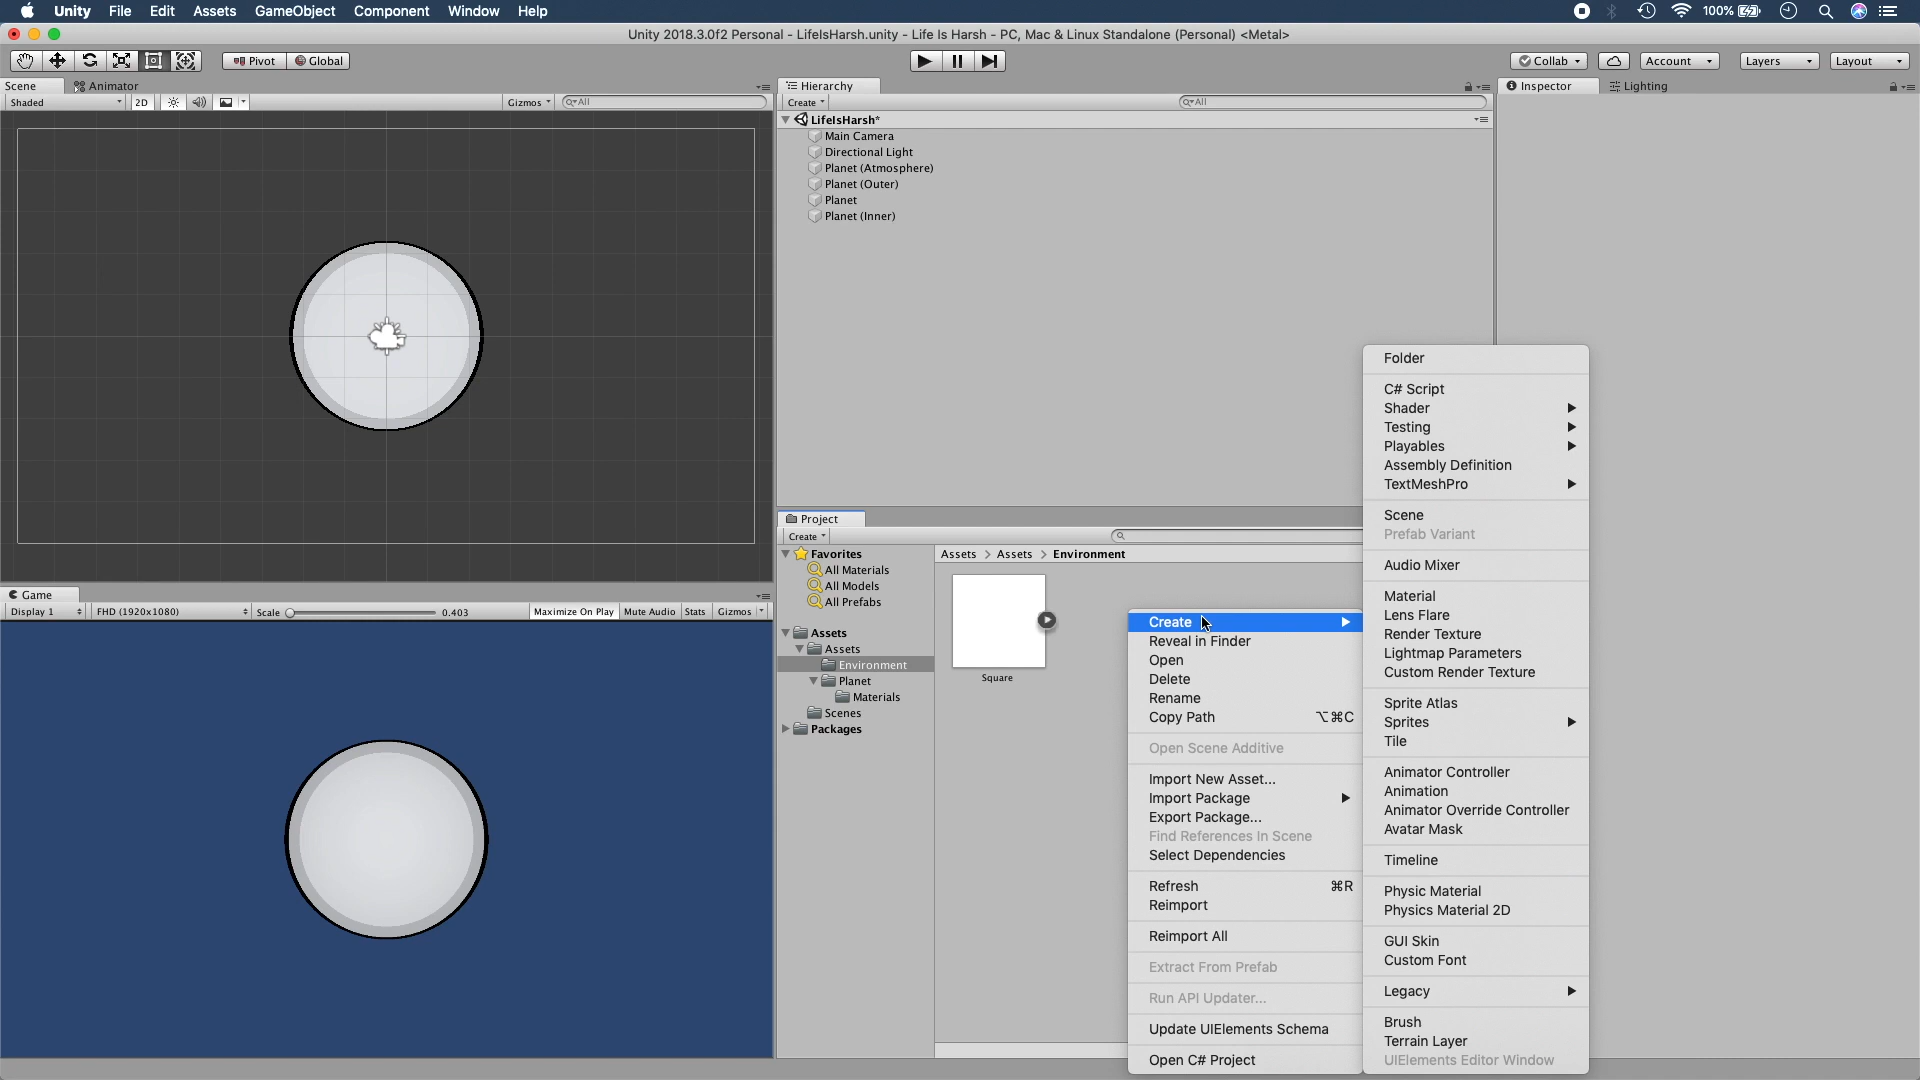 Unity File Edit Assets GameObject Component Window Help 100%
Unity 2018.3.0f2 Personal - LifeIsHarsh.unity - Life Is Harsh - PC, Mac & Linux Standalone (Personal) <Metal>
Pivot Global Collab Account Layers Layout
Scene Animator
Shaded 2D Gizmos All
Hierarchy
Create All
LifeIsHarsh*
Main Camera
Directional Light
Planet (Atmosphere)
Planet (Outer)
Planet
Planet (Inner)
Inspector Lighting
Game
Display 1 FHD (1920x1080) Scale 0.403 Maximize On Play Mute Audio Stats Gizmos
Project
Create
Favorites
All Materials
All Models
All Prefabs
Assets
Assets
Environment
Planet
Materials
Scenes
Packages
Assets > Assets > Environment
Square
Create
Reveal in Finder
Open
Delete
Rename
Copy Path ⌥⌘C
Open Scene Additive
Import New Asset...
Import Package
Export Package...
Find References In Scene
Select Dependencies
Refresh ⌘R
Reimport
Reimport All
Extract From Prefab
Run API Updater...
Update UIElements Schema
Open C# Project
Folder
C# Script
Shader
Testing
Playables
Assembly Definition
TextMeshPro
Scene
Prefab Variant
Audio Mixer
Material
Lens Flare
Render Texture
Lightmap Parameters
Custom Render Texture
Sprite Atlas
Sprites
Tile
Animator Controller
Animation
Animator Override Controller
Avatar Mask
Timeline
Physic Material
Physics Material 2D
GUI Skin
Custom Font
Legacy
Brush
Terrain Layer
UIElements Editor Window